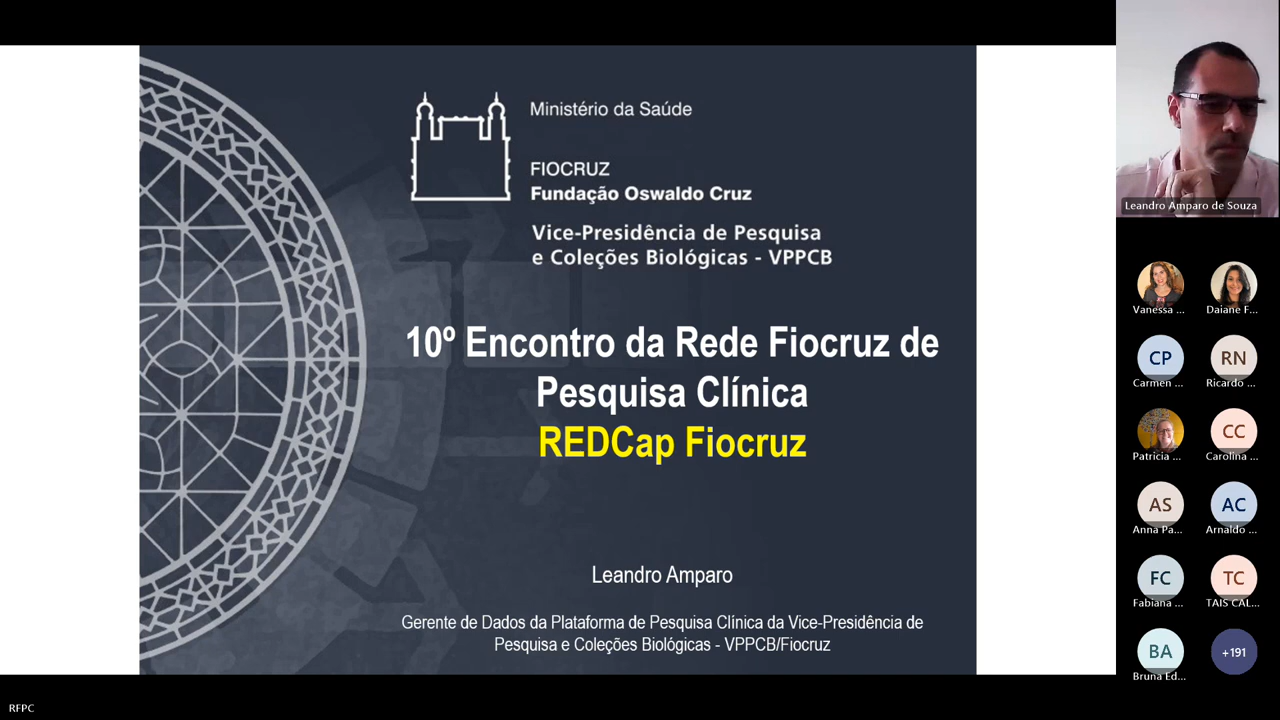 Ministério da Saúde
FIOCRUZ
Fundação Oswaldo Cruz
Vice-Presidência de Pesquisa
e Coleções Biológicas - VPPCB
10º Encontro da Rede Fiocruz de
Pesquisa Clínica
REDCap Fiocruz
Leandro Amparo
Gerente de Dados da Plataforma de Pesquisa Clínica da Vice-Presidência de
Pesquisa e Coleções Biológicas - VPPCB/Fiocruz
Leandro Amparo de Souza
Vanessa ...
Daiane F...
CP
Carmen ...
RN
Ricardo ...
Patricia ...
CC
Carolina ...
AS
Anna Pa...
AC
Arnaldo ...
FC
Fabiana ...
TC
TAIS CAL...
BA
Bruna Ed...
+191
RFPC